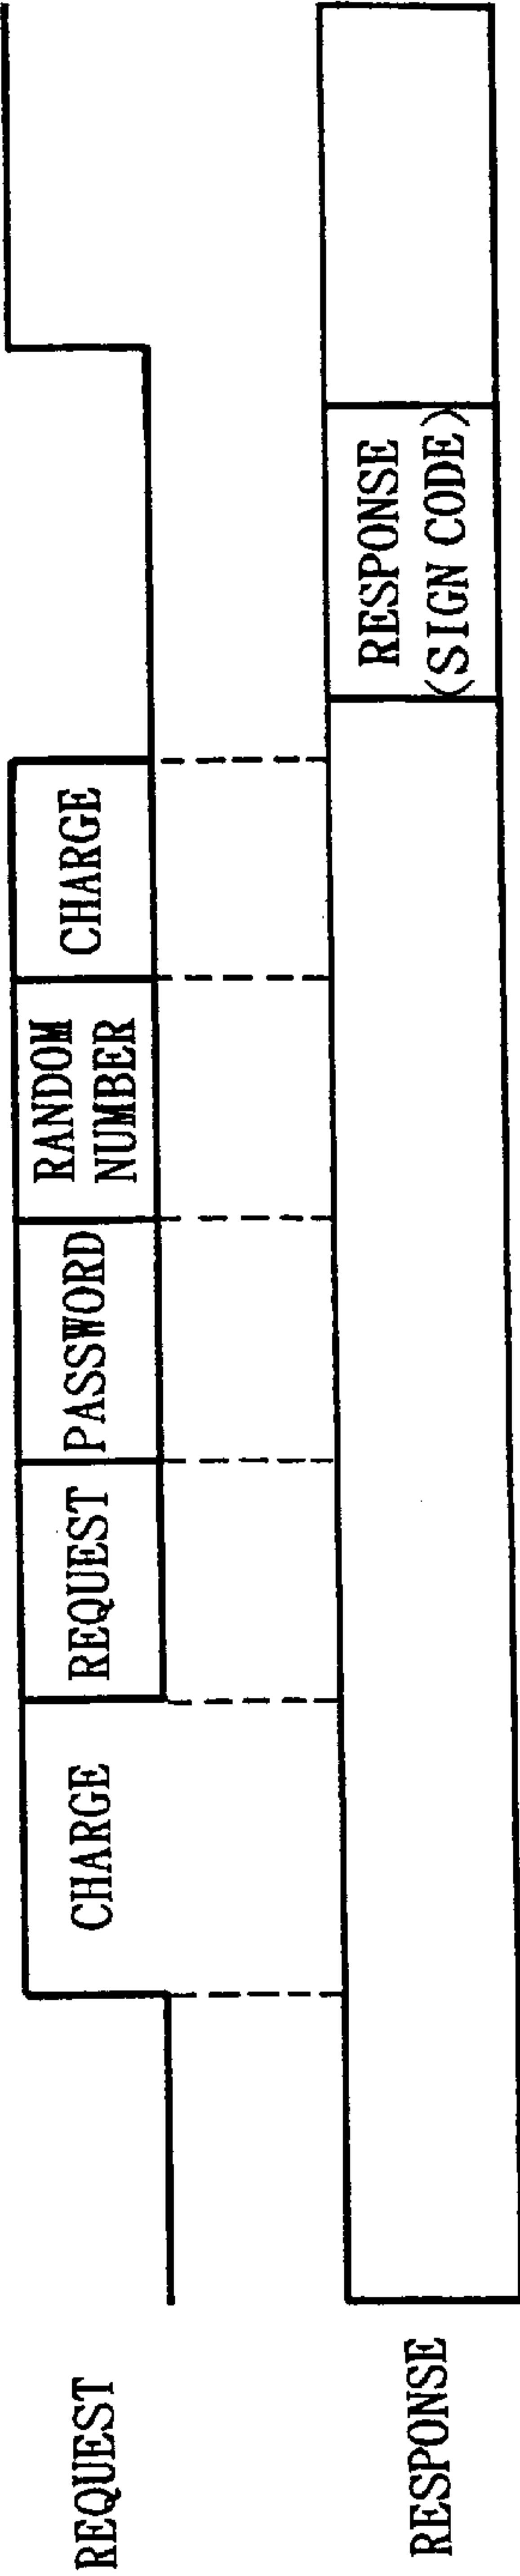 REQUEST
CHARGE
REQUEST
PASSWORD
RANDOM
NUMBER
CHARGE
RESPONSE
RESPONSE
(SIGN CODE)